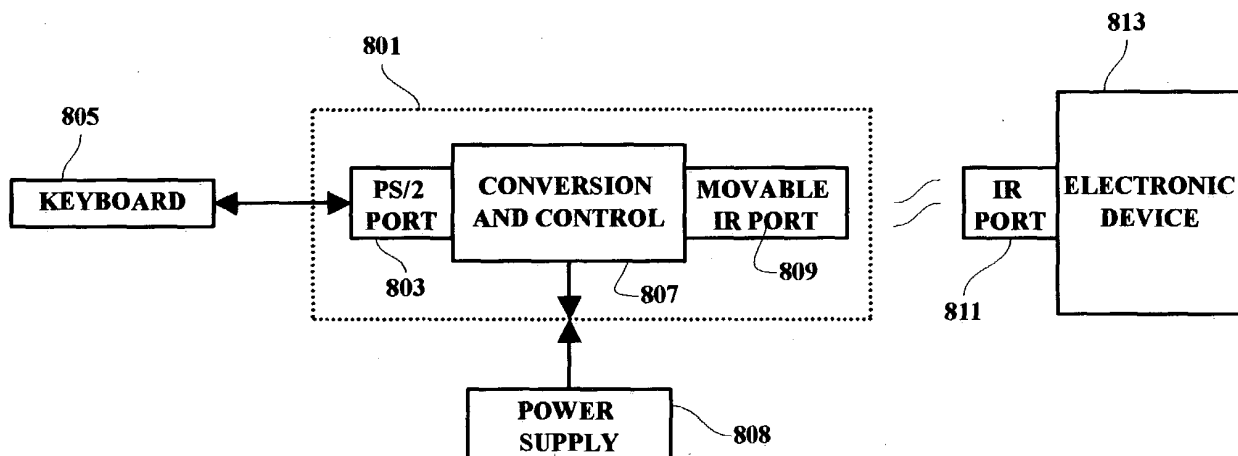 813
801
805
KEYBOARD
PS/2
PORT
CONVERSION
AND CONTROL
MOVABLE
IR PORT
IR
PORT
ELECTRONIC
DEVICE
803
807
809
811
POWER
SUPPLY
808